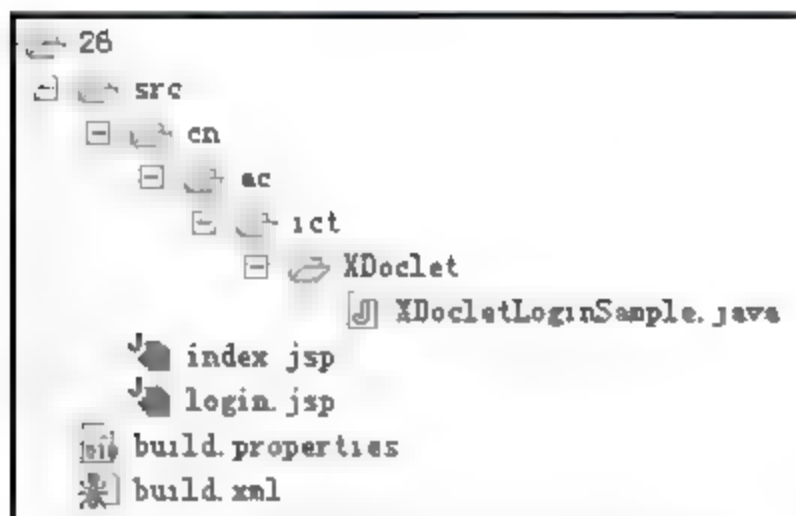 26
src
cn
ac
ict
XDoclet
XDocletLoginSample.java
index.jsp
login.jsp
build.properties
build.xml